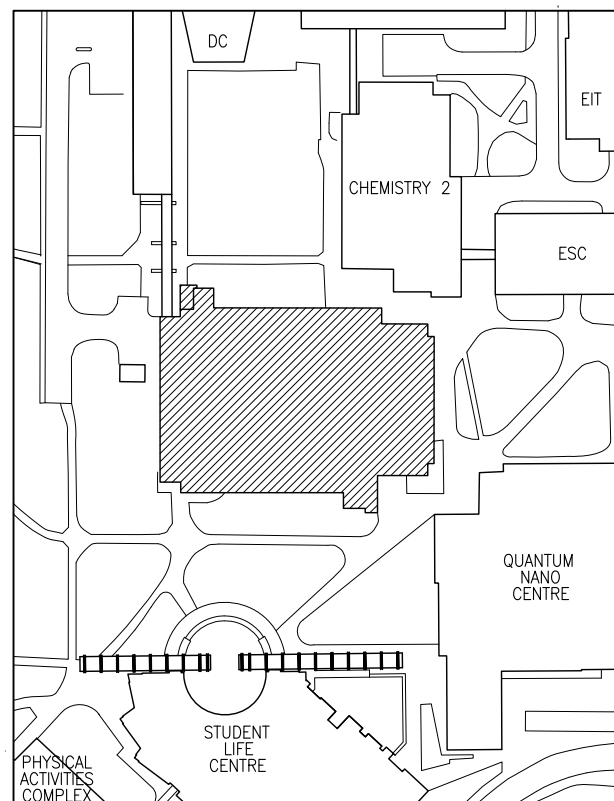 DC
EIT
CHEMISTRY 2
ESC
QUANTUM
NANO
CENTRE
STUDENT
LIFE
CENTRE
PHYSICAL
ACTIVITIES
COMPLEX